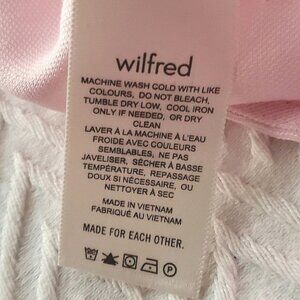 wilfred
MACHINE WASH COLD WITH LIKE
COLOURS, DO NOT BLEACH,
TUMBLE DRY LOW, COOL IRON
ONLY IF NEEDED, OR DRY
CLEAN
LAVER À LA MACHINE À L'EAU
FROIDE AVEC COULEURS
SEMBLABLES, NE PAS
JAVELISER, SÉCHER À BASSE
TEMPÉRATURE, REPASSAGE
DOUX SI NÉCESSAIRE, OU
NETTOYER À SEC
MADE IN VIETNAM
FABRIQUÉ AU VIETNAM
MADE FOR EACH OTHER.